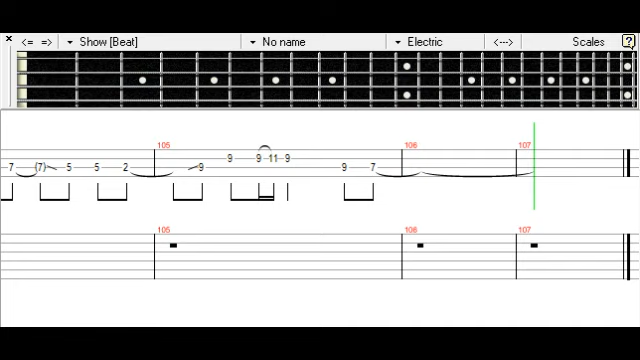 × <= => Show [Beat] No name Electric <---> Scales ?
105 106 107
9 9 11 9
7 (7) 5 5 2 9 9 7
105 106 107